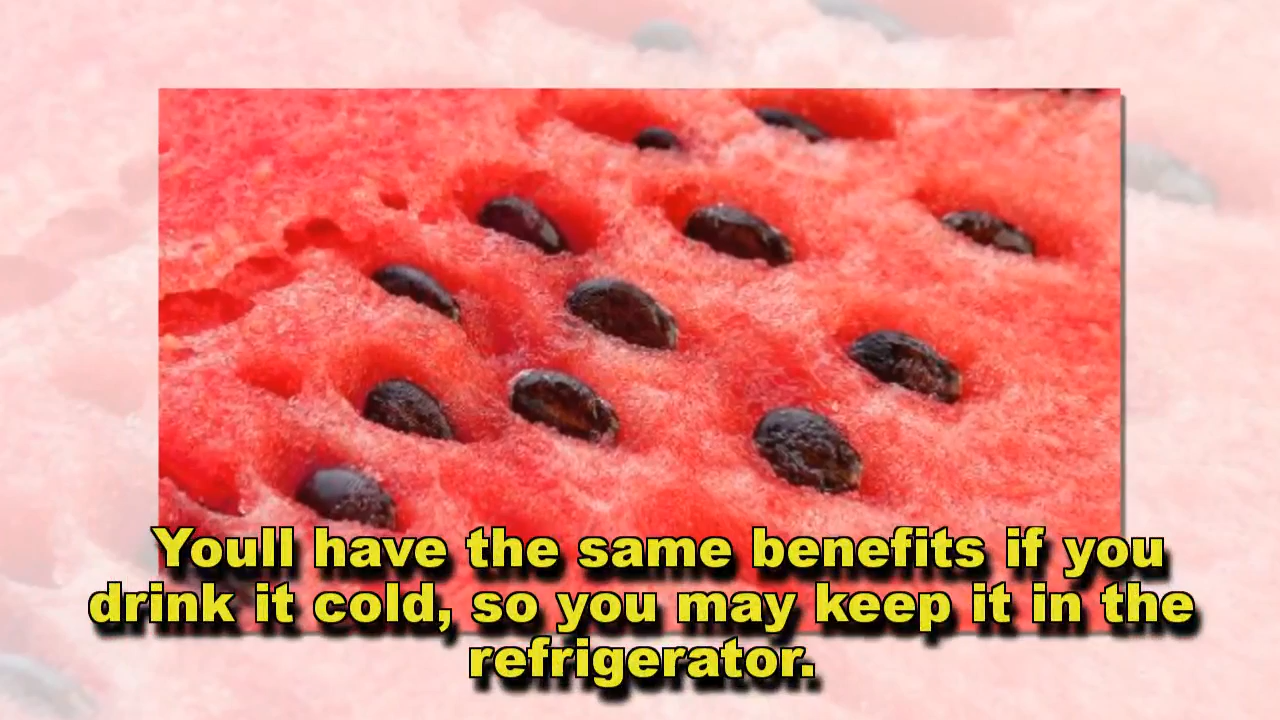 Youll have the same benefits if you
drink it cold, so you may keep it in the
refrigerator.